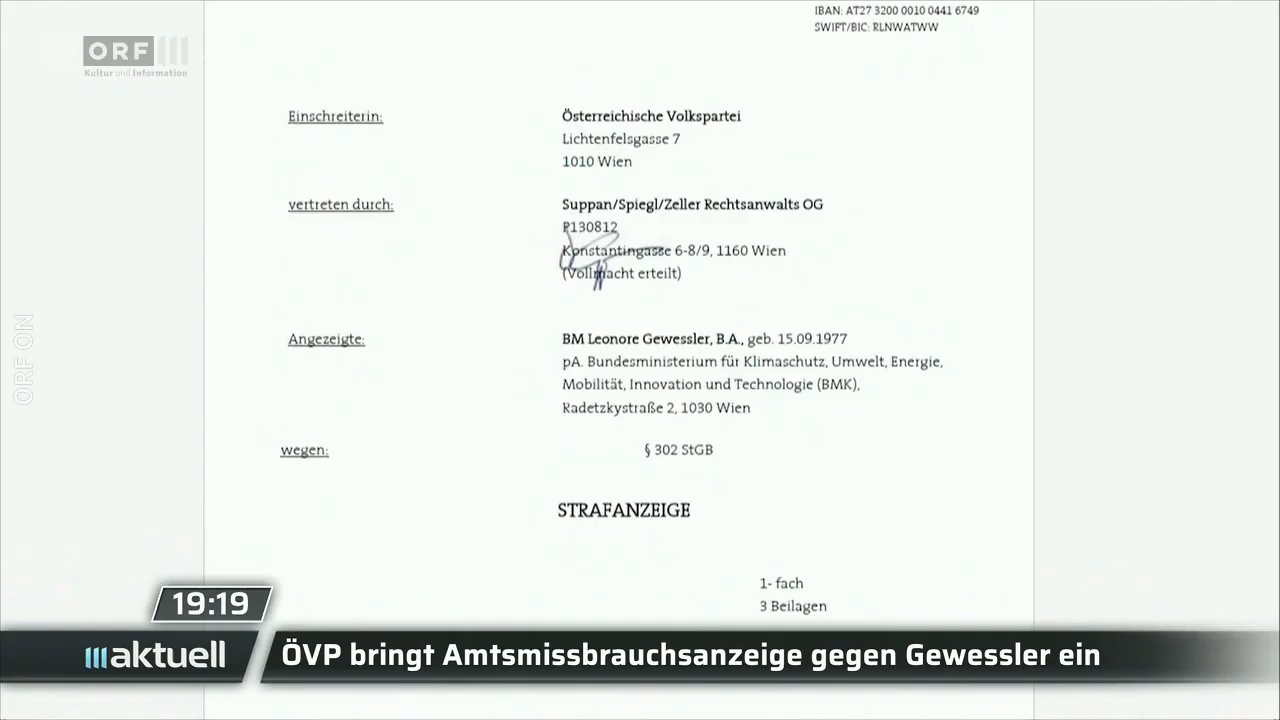 IBAN: AT27 3200 0010 0441 6749
SWIFT/BIC: RLNWATWW
ORF III
Kultur und Information
Einschreiterin:
Österreichische Volkspartei
Lichtenfelsgasse 7
1010 Wien
vertreten durch:
Suppan/Spiegl/Zeller Rechtsanwalts OG
P130812
Konstantingasse 6-8/9, 1160 Wien
(Vollmacht erteilt)
ORF ON
Angezeigte:
BM Leonore Gewessler, B.A., geb. 15.09.1977
pA. Bundesministerium für Klimaschutz, Umwelt, Energie,
Mobilität, Innovation und Technologie (BMK),
Radetzkystraße 2, 1030 Wien
wegen:
§ 302 StGB
STRAFANZEIGE
1- fach
3 Beilagen
19:19
III aktuell
ÖVP bringt Amtsmissbrauchsanzeige gegen Gewessler ein